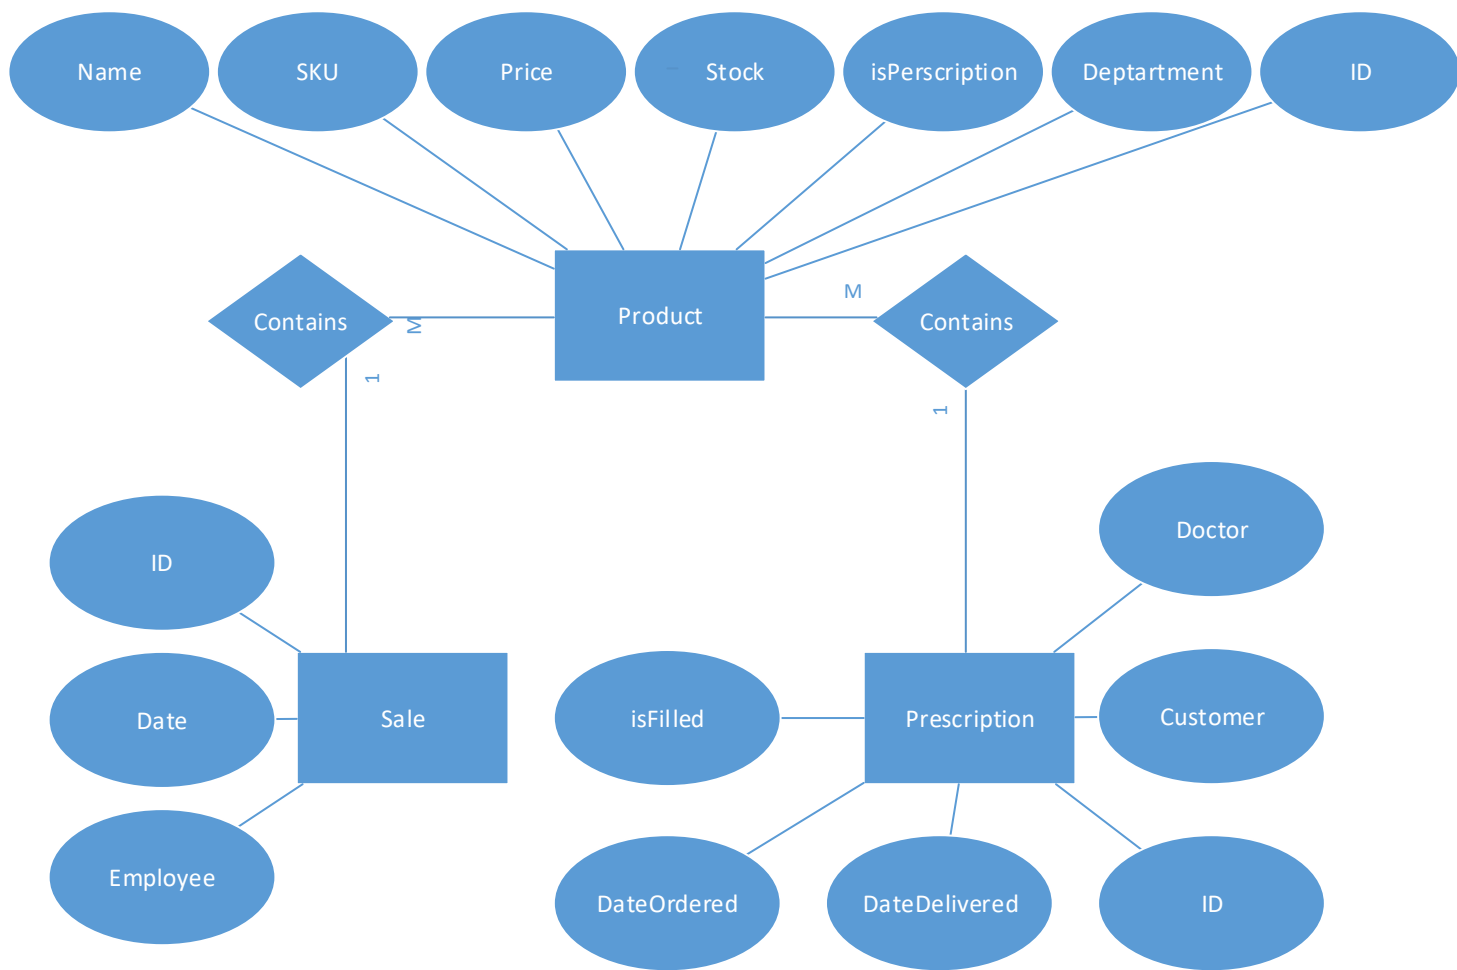 Name
SKU
Price
Stock
isPerscription
Deptartment
ID
Contains
M
Product
M
Contains
1
1
ID
Doctor
Date
Sale
isFilled
Prescription
Customer
Employee
DateOrdered
DateDelivered
ID